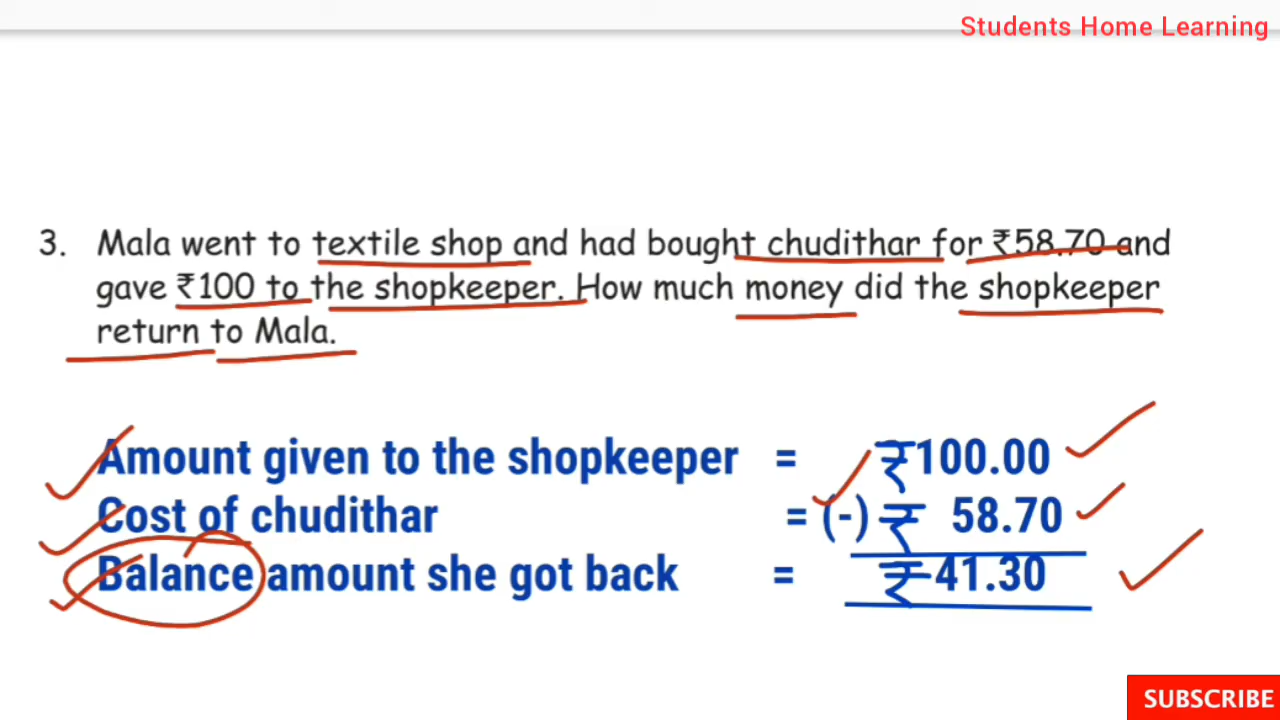 Students Home Learning
3. Mala went to textile shop and had bought chudithar for ₹58.70 and
gave ₹100 to the shopkeeper. How much money did the shopkeeper
return to Mala.
Amount given to the shopkeeper = ₹100.00
Cost of chudithar = (-) ₹ 58.70
Balance amount she got back = ₹ 41.30
SUBSCRIBE